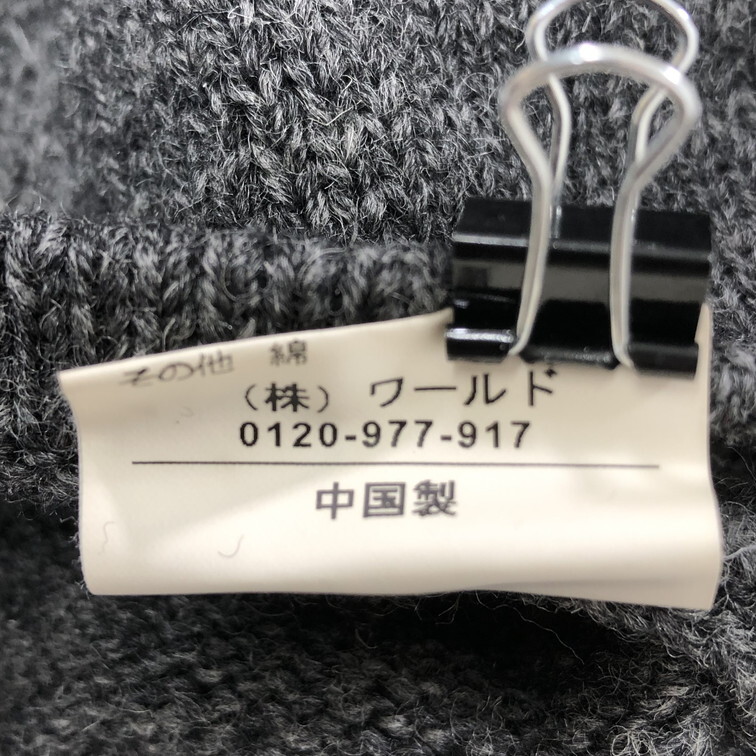 その他 綿
（株）ワールド
0120-977-917
中国製